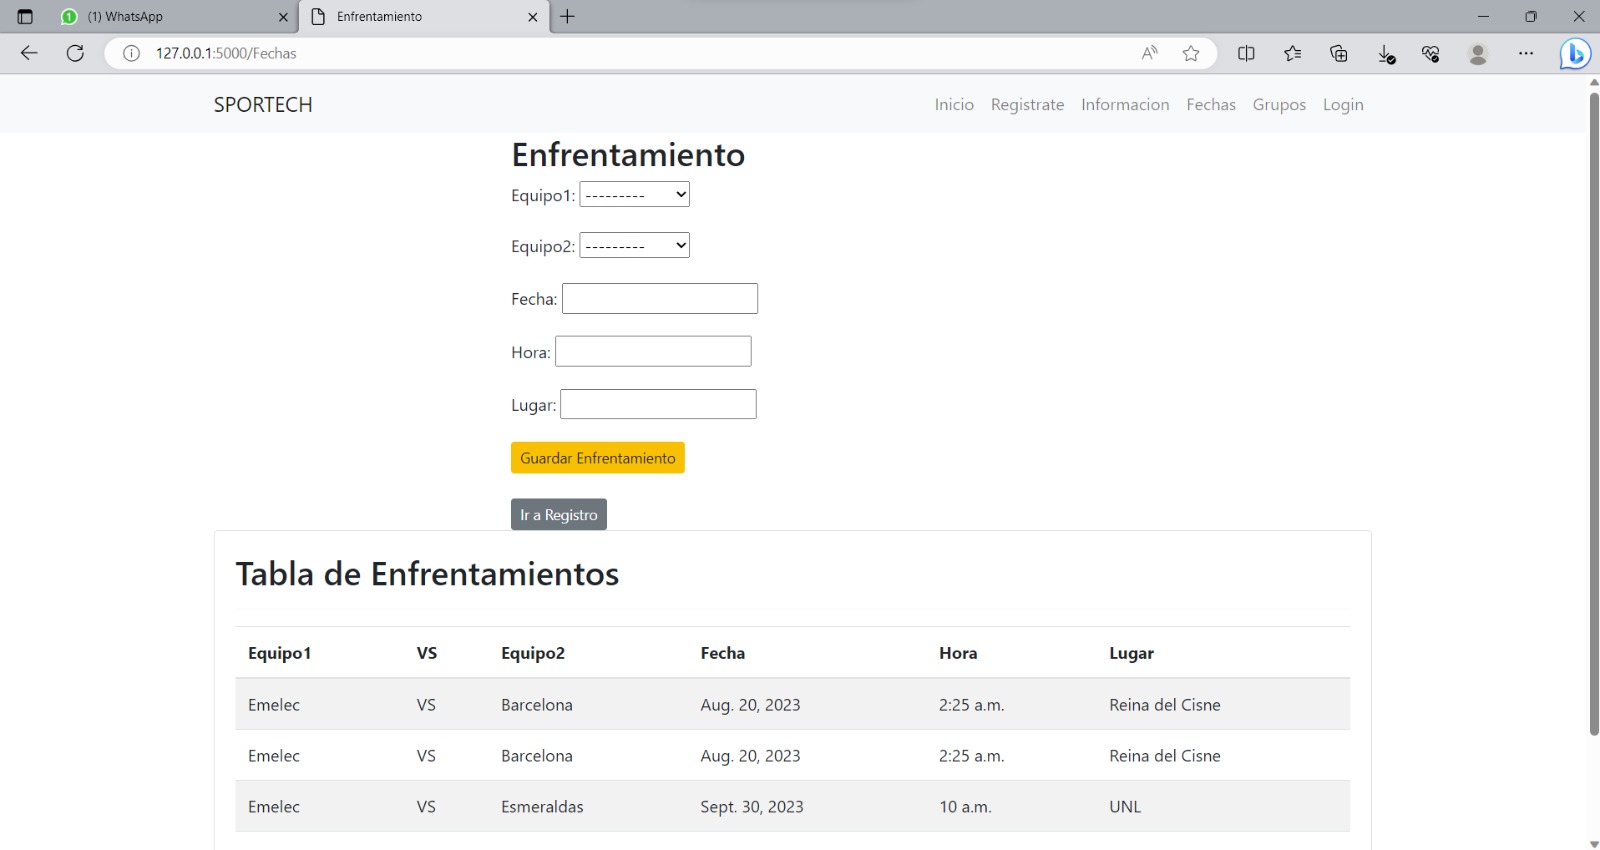 (1) WhatsApp
Enfrentamiento
127.0.0.1:5000/Fechas
SPORTECH
Inicio Registrate Informacion Fechas Grupos Login
Enfrentamiento
Equipo1: ---------
Equipo2: ---------
Fecha:
Hora:
Lugar:
Guardar Enfrentamiento
Ir a Registro
Tabla de Enfrentamientos
Equipo1 VS Equipo2 Fecha Hora Lugar
Emelec VS Barcelona Aug. 20, 2023 2:25 a.m. Reina del Cisne
Emelec VS Barcelona Aug. 20, 2023 2:25 a.m. Reina del Cisne
Emelec VS Esmeraldas Sept. 30, 2023 10 a.m. UNL